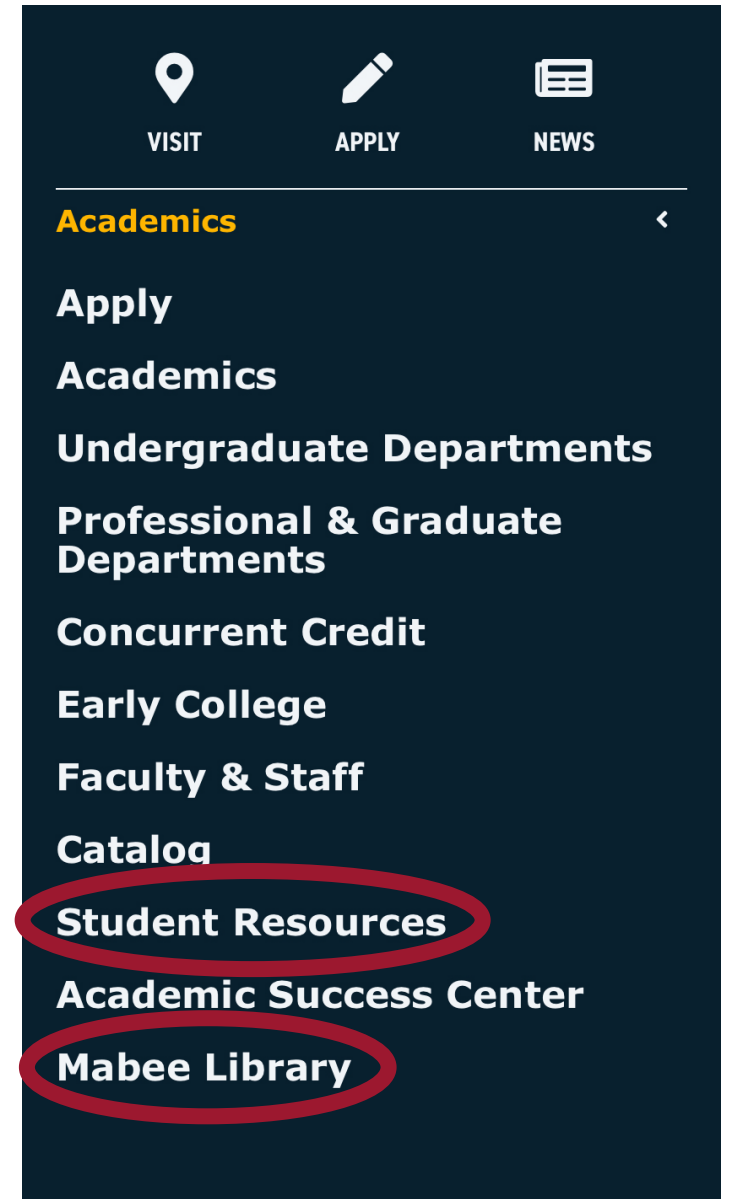 VISIT APPLY NEWS
Academics
Apply
Academics
Undergraduate Departments
Professional & Graduate
Departments
Concurrent Credit
Early College
Faculty & Staff
Catalog
Student Resources
Academic Success Center
Mabee Library